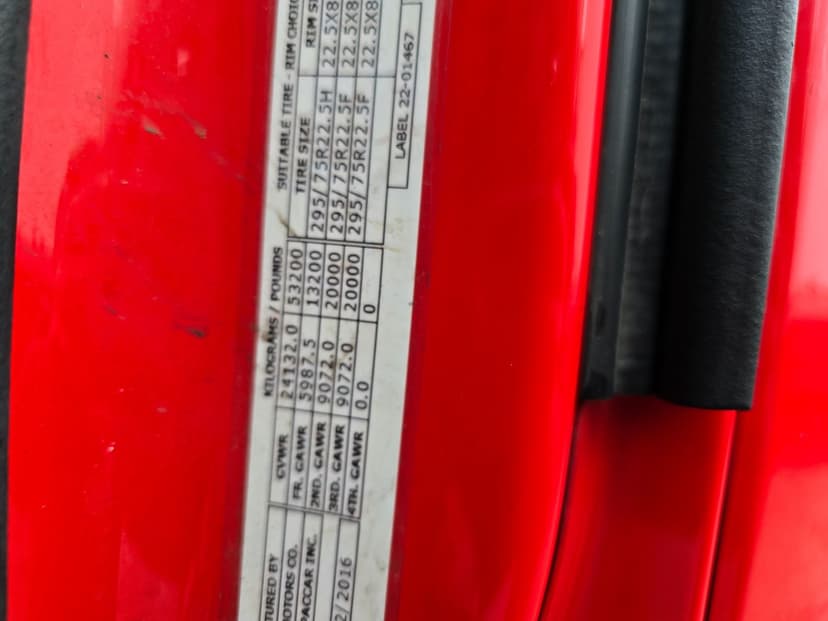 TURED BY KILOGRAMS / POUNDS SUITABLE TIRE - RIM CHOIC
OTORS CO. GVWR 24132.0 53200 TIRE SIZE RIM SI
PACCAR INC. FR. GAWR 5987.5 13200 295/75R22.5H 22.5X8
2ND. GAWR 9072.0 20000 295/75R22.5F 22.5X8
2/2016 3RD. GAWR 9072.0 20000 295/75R22.5F 22.5X8
4TH. GAWR 0.0 0
LABEL 22-01467